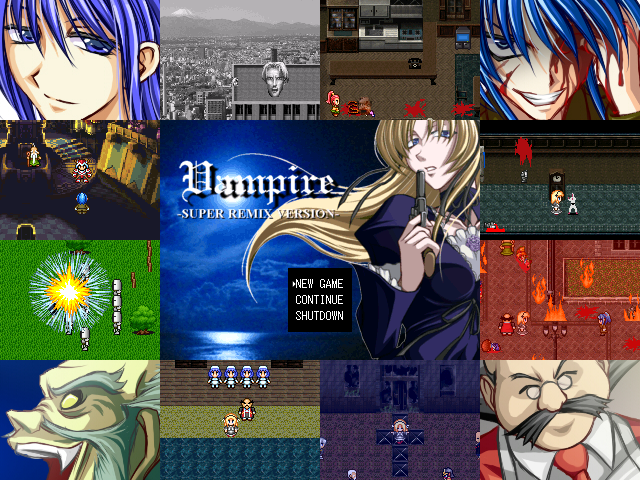 Vampire
-SUPER REMIX VERSION-
NEW GAME
CONTINUE
SHUTDOWN